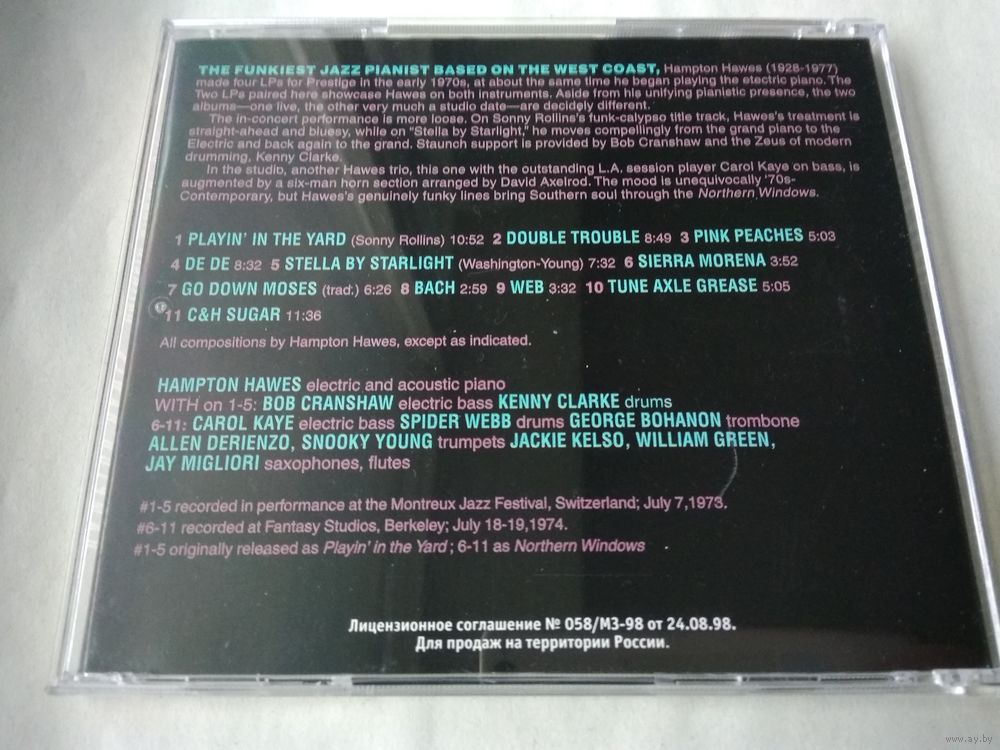 THE FUNKIEST JAZZ PIANIST BASED ON THE WEST COAST, Hampton Hawes (1928-1977)
made four LPs for Prestige in the early 1970s, at about the same time he began playing the electric piano. The
Two LPs paired here showcase Hawes on both instruments. Aside from his unifying pianistic presence, the two
albums—one live, the other very much a studio date—are decidely different.
The in-concert performance is more loose. On Sonny Rollins's funk-calypso title track, Hawes's treatment is
straight-ahead and bluesy, while on "Stella by Starlight," he moves compellingly from the grand piano to the
Electric and back again to the grand. Staunch support is provided by Bob Cranshaw and the Zeus of modern
drumming, Kenny Clarke.
In the studio, another Hawes trio, this one with the outstanding L.A. session player Carol Kaye on bass, is
augmented by a six-man horn section arranged by David Axelrod. The mood is unequivocally '70s-
Contemporary, but Hawes's genuinely funky lines bring Southern soul through the Northern Windows.
1 PLAYIN' IN THE YARD (Sonny Rollins) 10:52 2 DOUBLE TROUBLE 8:49 3 PINK PEACHES 5:03
4 DE DE 8:32 5 STELLA BY STARLIGHT (Washington-Young) 7:32 6 SIERRA MORENA 3:52
7 GO DOWN MOSES (trad.) 6:26 8 BACH 2:59 9 WEB 3:32 10 TUNE AXLE GREASE 5:05
11 C&H SUGAR 11:36
All compositions by Hampton Hawes, except as indicated.
HAMPTON HAWES electric and acoustic piano
WITH on 1-5: BOB CRANSHAW electric bass KENNY CLARKE drums
6-11: CAROL KAYE electric bass SPIDER WEBB drums GEORGE BOHANON trombone
ALLEN DERIENZO, SNOOKY YOUNG trumpets JACKIE KELSO, WILLIAM GREEN,
JAY MIGLIORI saxophones, flutes
#1-5 recorded in performance at the Montreux Jazz Festival, Switzerland; July 7,1973.
#6-11 recorded at Fantasy Studios, Berkeley; July 18-19,1974.
#1-5 originally released as Playin' in the Yard; 6-11 as Northern Windows
Лицензионное соглашение № 058/МЗ-98 от 24.08.98.
Для продаж на территории России.
www.ay.by